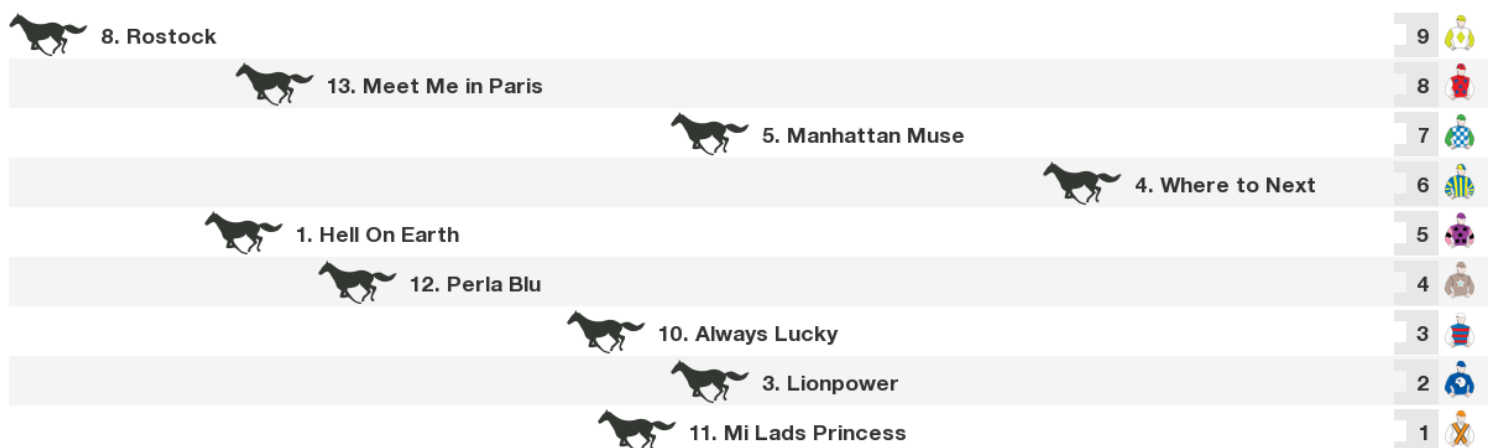 8. Rostock 9
13. Meet Me in Paris 8
5. Manhattan Muse 7
4. Where to Next 6
1. Hell On Earth 5
12. Perla Blu 4
10. Always Lucky 3
3. Lionpower 2
11. Mi Lads Princess 1